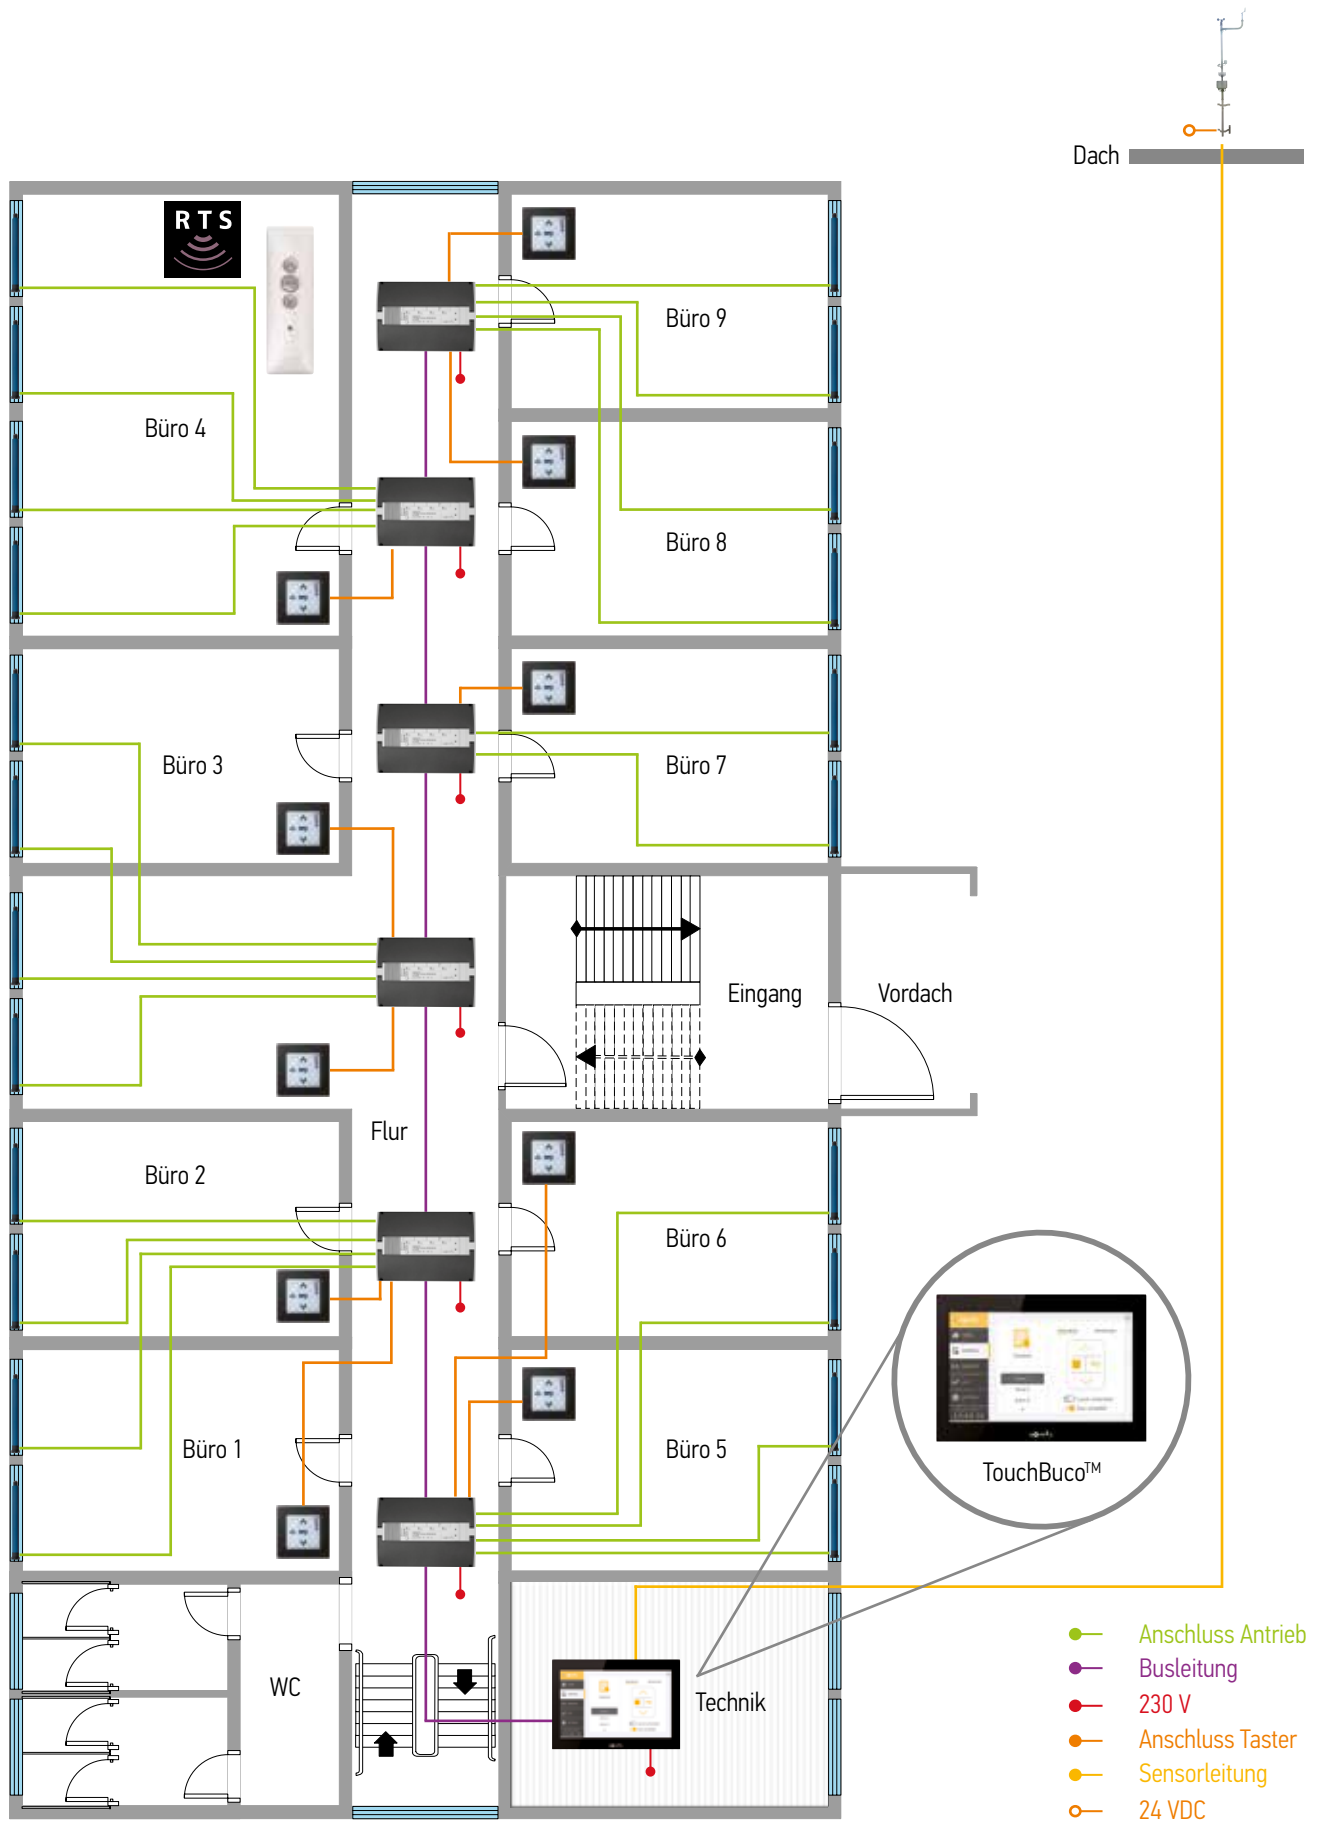 Dach
RTS
Büro 9
Büro 4
Büro 8
Büro 3
Büro 7
Eingang
Vordach
Flur
Büro 2
Büro 6
Büro 1
Büro 5
TouchBuco™
WC
Technik
Anschluss Antrieb
Busleitung
230 V
Anschluss Taster
Sensorleitung
24 VDC